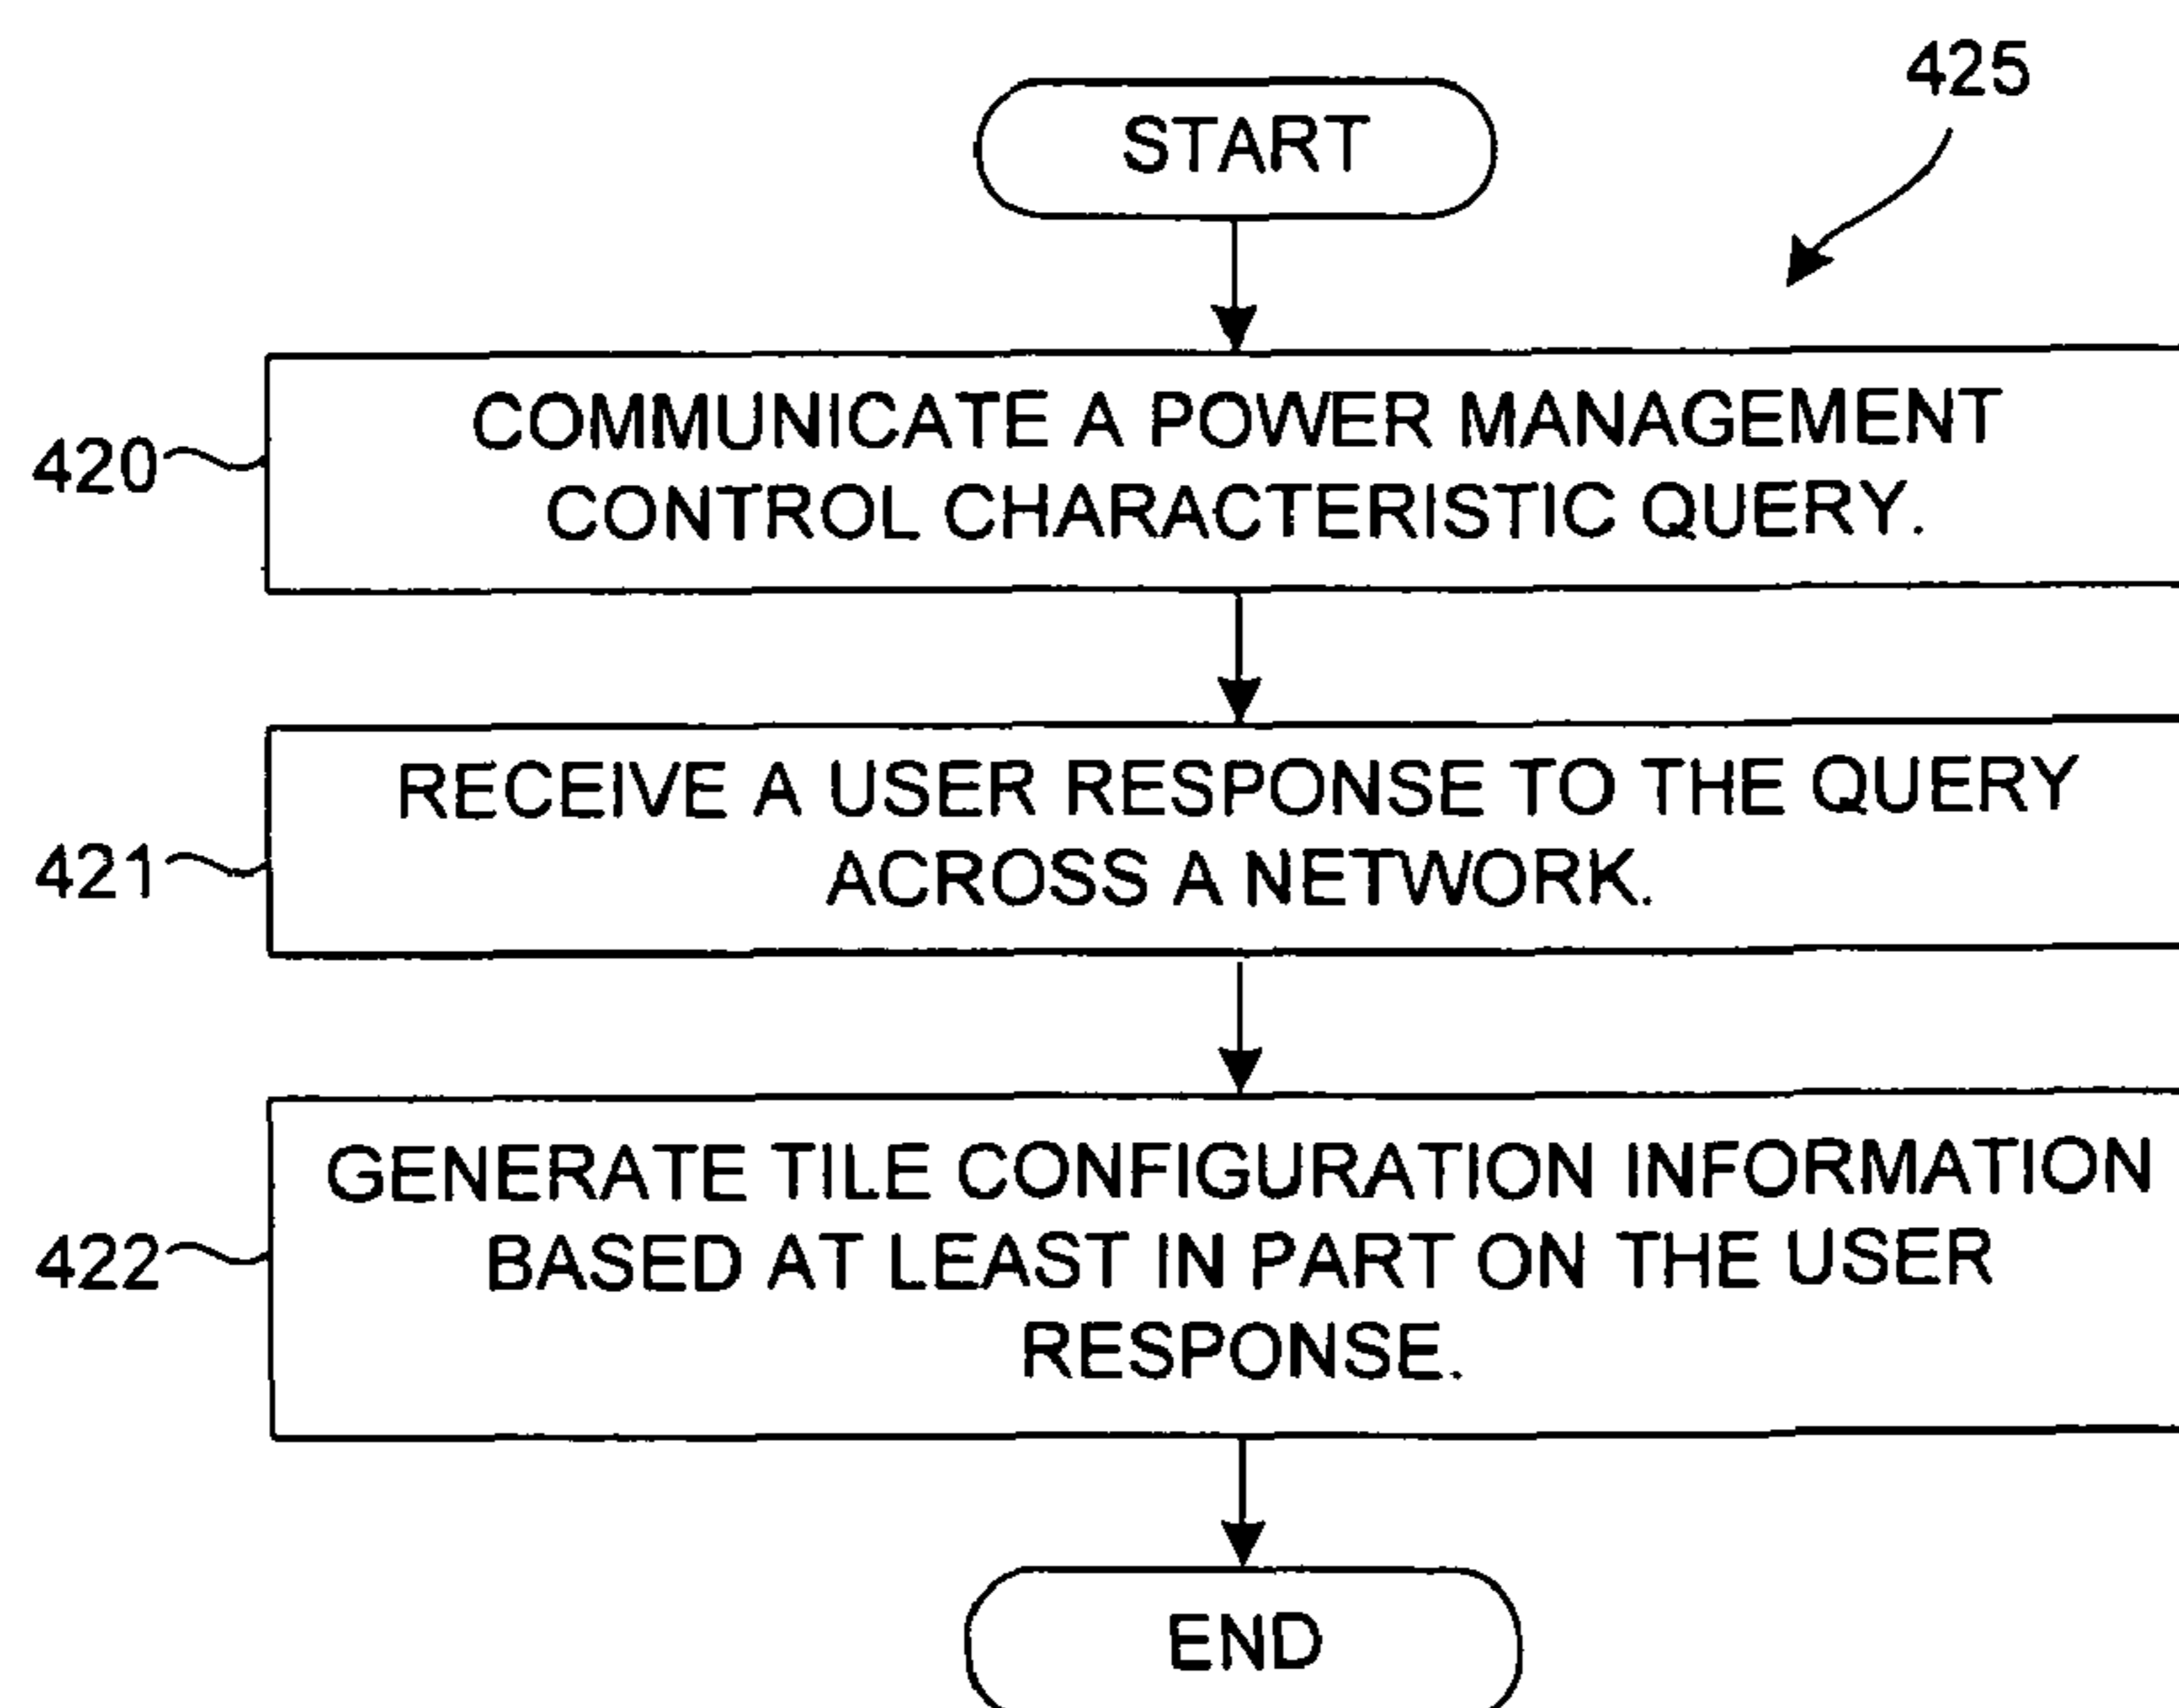 425
START
420
COMMUNICATE A POWER MANAGEMENT
CONTROL CHARACTERISTIC QUERY.
421
RECEIVE A USER RESPONSE TO THE QUERY
ACROSS A NETWORK.
422
GENERATE TILE CONFIGURATION INFORMATION
BASED AT LEAST IN PART ON THE USER
RESPONSE.
END